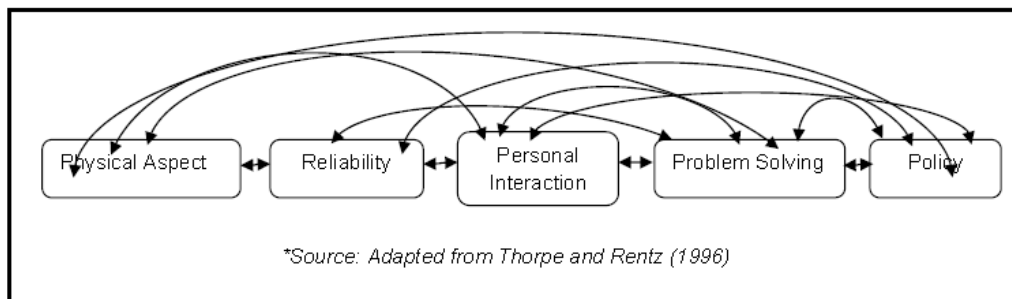 Physical Aspect
Reliability
Personal
Interaction
Problem Solving
Policy
*Source: Adapted from Thorpe and Rentz (1996)